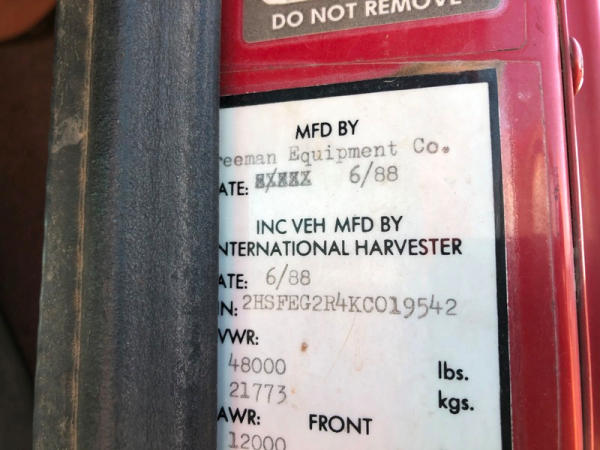 DO NOT REMOVE
MFD BY
reeman Equipment Co.
ATE: 6/88
INC VEH MFD BY
NTERNATIONAL HARVESTER
ATE: 6/88
N: 2HSFEG2R4KC019542
VWR:
48000 lbs.
21773 kgs.
AWR: FRONT
12000